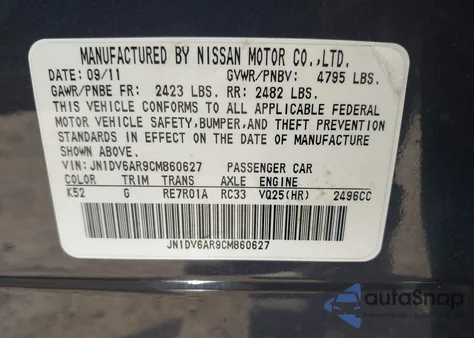 MANUFACTURED BY NISSAN MOTOR CO.,LTD.
DATE: 09/11 GVWR/PNBV: 4795 LBS.
GAWR/PNBE FR: 2423 LBS. RR: 2482 LBS.
THIS VEHICLE CONFORMS TO ALL APPLICABLE FEDERAL
MOTOR VEHICLE SAFETY, BUMPER, AND THEFT PREVENTION
STANDARDS IN EFFECT ON THE DATE OF MANUFACTURE
SHOWN ABOVE.
VIN: JN1DV6AR9CM860627 PASSENGER CAR
COLOR TRIM TRANS AXLE ENGINE
K52 G RE7R01A RC33 VQ25(HR) 2496CC
JN1DV6AR9CM860627
autoSnap